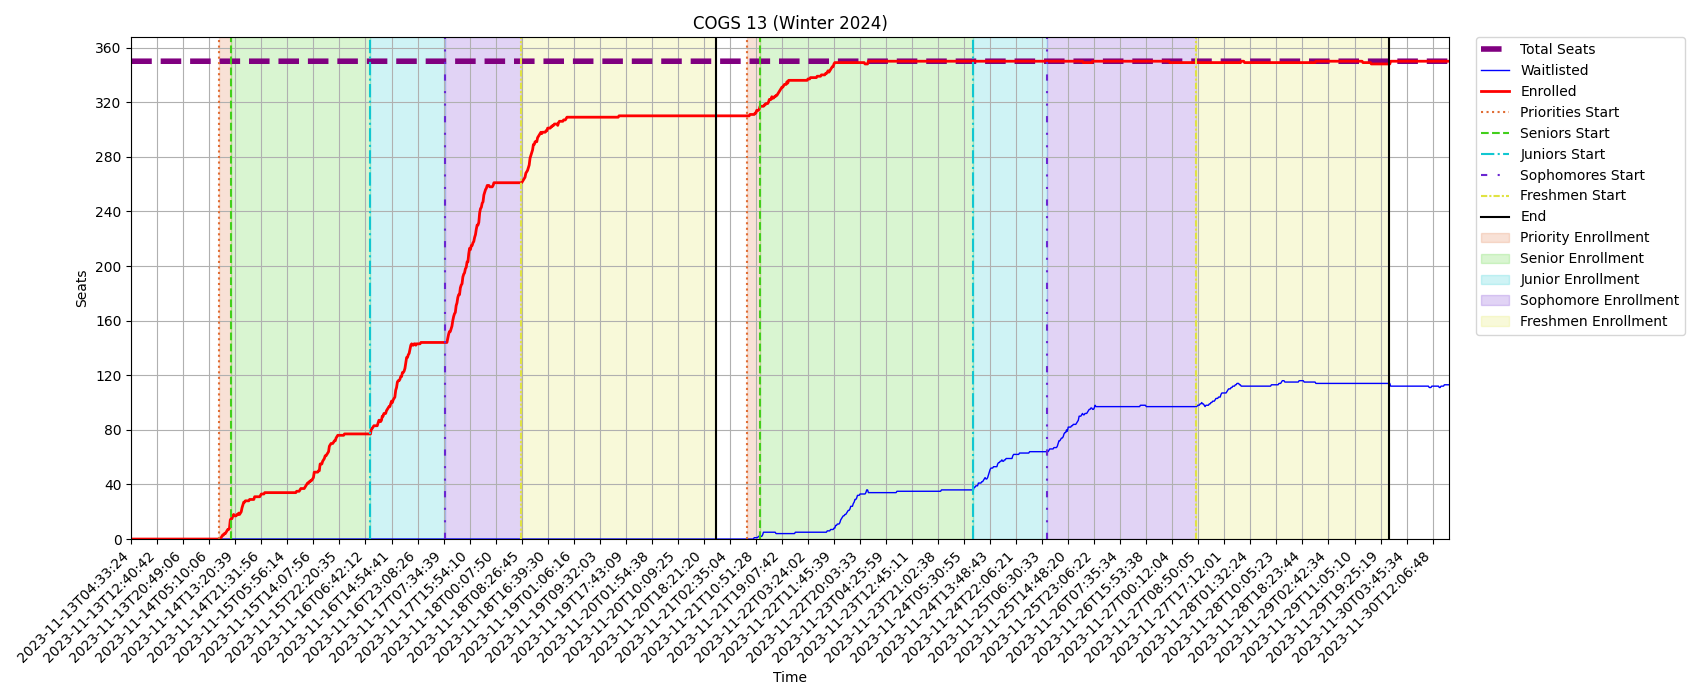 COGS 13 (Winter 2024)
Seats
360
320
280
240
200
160
120
80
40
0
2023-11-13T04:33:24
2023-11-13T12:40:42
2023-11-13T20:49:06
2023-11-14T05:10:06
2023-11-14T13:20:39
2023-11-14T21:31:56
2023-11-15T05:56:14
2023-11-15T14:07:56
2023-11-15T22:20:35
2023-11-16T06:42:12
2023-11-16T14:54:41
2023-11-16T23:08:26
2023-11-17T07:34:39
2023-11-17T15:54:10
2023-11-18T00:07:50
2023-11-18T08:26:45
2023-11-18T16:39:30
2023-11-19T01:06:16
2023-11-19T09:32:03
2023-11-19T17:43:09
2023-11-20T01:54:38
2023-11-20T10:09:25
2023-11-20T18:21:20
2023-11-21T02:35:04
2023-11-21T10:51:28
2023-11-21T19:07:42
2023-11-22T03:24:02
2023-11-22T11:45:39
2023-11-22T20:03:33
2023-11-23T04:25:59
2023-11-23T12:45:11
2023-11-23T21:02:38
2023-11-24T05:30:55
2023-11-24T13:48:43
2023-11-24T22:06:21
2023-11-25T06:30:33
2023-11-25T14:48:20
2023-11-25T23:06:22
2023-11-26T07:35:34
2023-11-26T15:53:38
2023-11-27T00:12:04
2023-11-27T08:50:05
2023-11-27T17:12:01
2023-11-28T01:32:24
2023-11-28T10:05:23
2023-11-28T18:23:44
2023-11-29T02:42:34
2023-11-29T11:05:10
2023-11-29T19:25:19
2023-11-30T03:45:34
2023-11-30T12:06:48
Time
Total Seats
Waitlisted
Enrolled
Priorities Start
Seniors Start
Juniors Start
Sophomores Start
Freshmen Start
End
Priority Enrollment
Senior Enrollment
Junior Enrollment
Sophomore Enrollment
Freshmen Enrollment